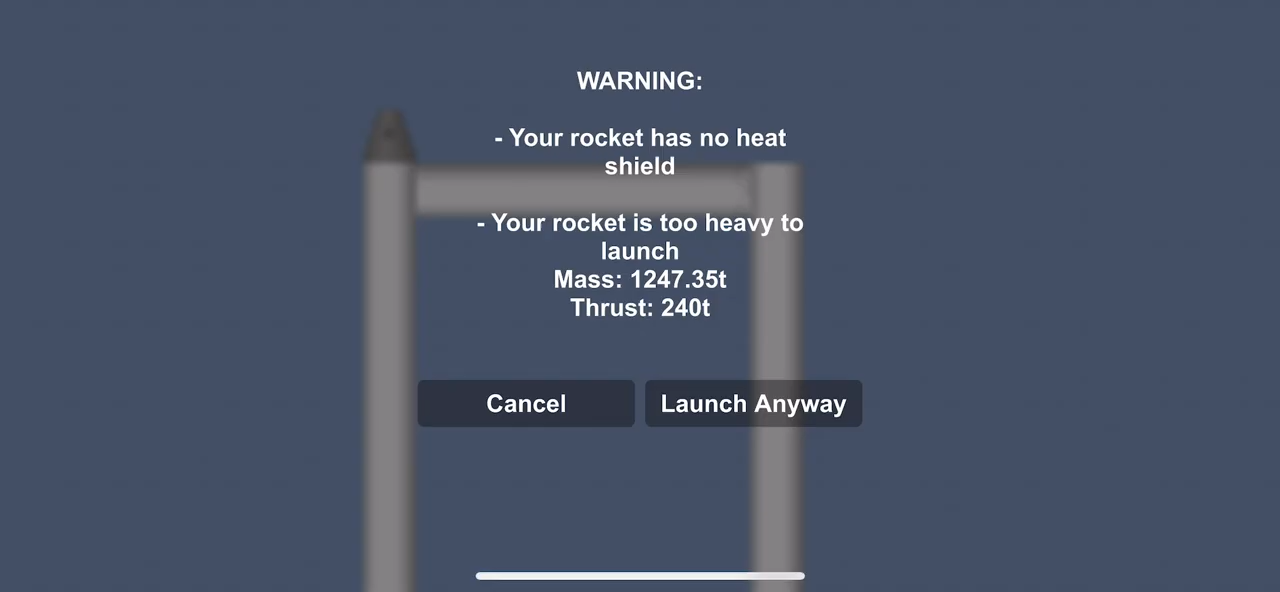 WARNING:
- Your rocket has no heat
shield
- Your rocket is too heavy to
launch
Mass: 1247.35t
Thrust: 240t
Cancel
Launch Anyway